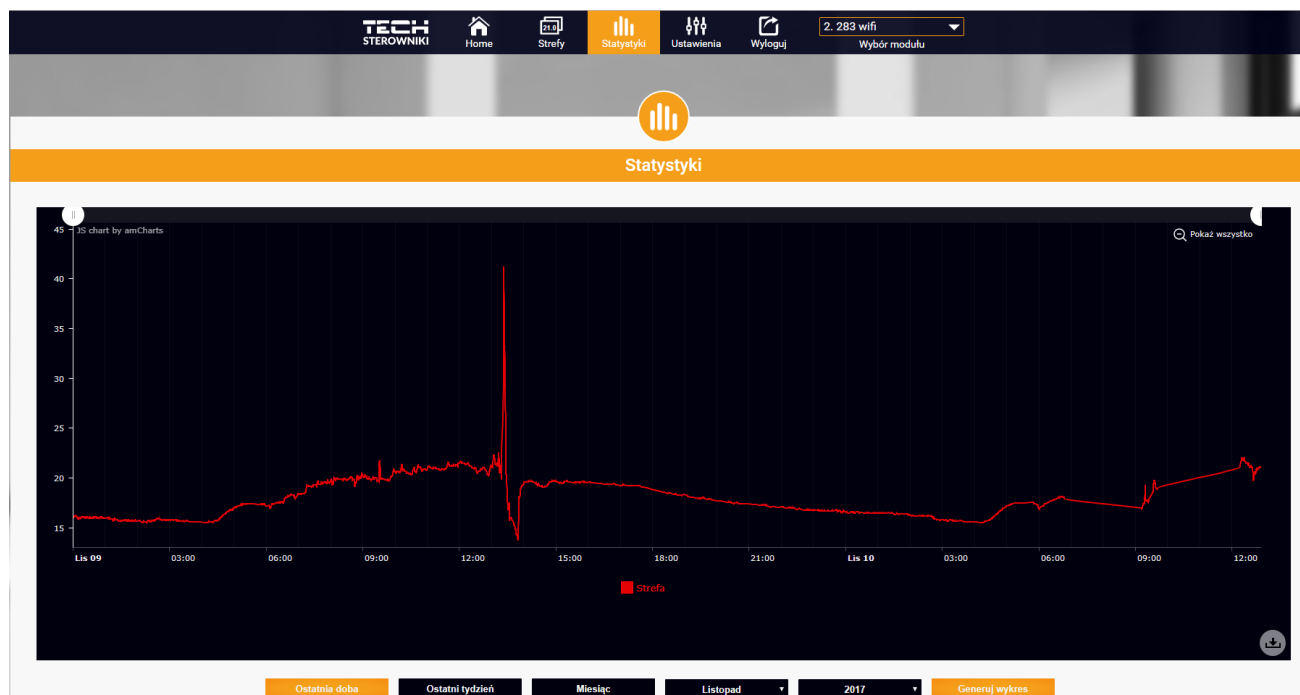 TECH
STEROWNIKI
Home
21.0
Strefy
Statystyki
Ustawienia
Wyloguj
2. 283 wifi
Wybór modułu
Statystyki
JS chart by amCharts
Pokaż wszystko
45
40
35
30
25
20
15
Lis 09 03:00 06:00 09:00 12:00 15:00 18:00 21:00 Lis 10 03:00 06:00 09:00 12:00
Strefa
Ostatnia doba Ostatni tydzień Miesiąc Listopad 2017 Generuj wykres